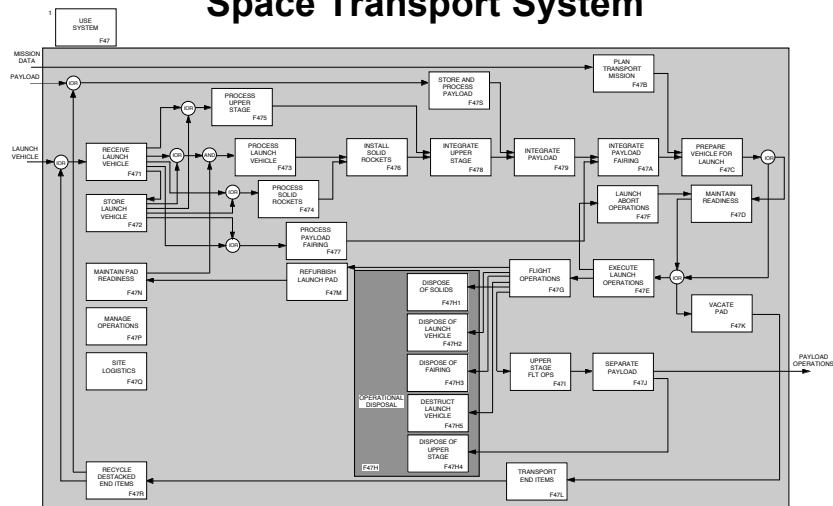 Space Transport System
1
USE
SYSTEM
F47
MISSION
DATA
PAYLOAD
LAUNCH
VEHICLE
IOR
IOR
PLAN
TRANSPORT
MISSION
F47B
STORE AND
PROCESS
PAYLOAD
F47S
IOR
PROCESS
UPPER
STAGE
F475
RECEIVE
LAUNCH
VEHICLE
F471
IOR
AND
PROCESS
LAUNCH
VEHICLE
F473
INSTALL
SOLID
ROCKETS
F476
INTEGRATE
UPPER
STAGE
F478
INTEGRATE
PAYLOAD
F479
INTEGRATE
PAYLOAD
FAIRING
F47A
PREPARE
VEHICLE FOR
LAUNCH
F47C
IOR
STORE
LAUNCH
VEHICLE
F472
IOR
PROCESS
SOLID
ROCKETS
F474
LAUNCH
ABORT
OPERATIONS
F47F
MAINTAIN
READINESS
F47D
IOR
PROCESS
PAYLOAD
FAIRING
F477
MAINTAIN PAD
READINESS
F47N
REFURBISH
LAUNCH PAD
F47M
DISPOSE
OF SOLIDS
F47H1
FLIGHT
OPERATIONS
F47G
EXECUTE
LAUNCH
OPERATIONS
F47E
IOR
VACATE
PAD
F47K
MANAGE
OPERATIONS
F47P
DISPOSE OF
LAUNCH
VEHICLE
F47H2
SITE
LOGISTICS
F47Q
DISPOSE OF
FAIRING
F47H3
UPPER
STAGE
FLT OPS
F47I
SEPARATE
PAYLOAD
F47J
PAYLOAD
OPERATIONS
OPERATIONAL
DISPOSAL
DESTRUCT
LAUNCH
VEHICLE
F47H5
DISPOSE OF
UPPER
STAGE
F47H4
F47H
RECYCLE
DESTACKED
END ITEMS
F47R
TRANSPORT
END ITEMS
F47L